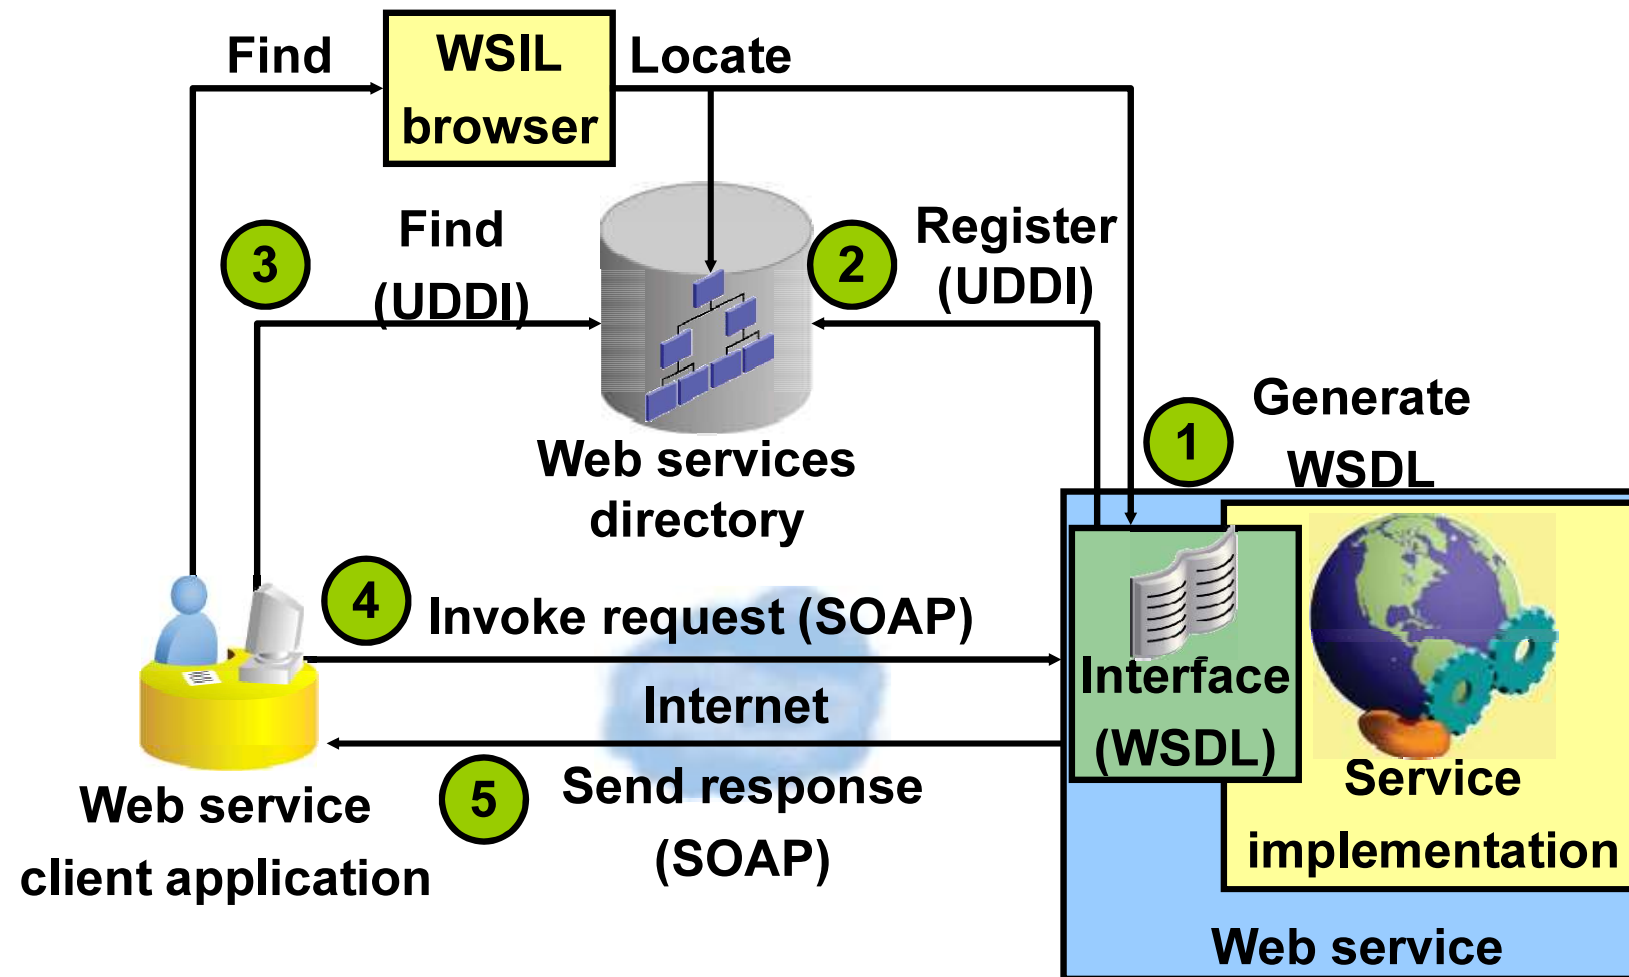 Find
WSIL
browser
Locate
3
Find
(UDDI)
2
Register
(UDDI)
1
Generate
WSDL
Web services
directory
4
Invoke request (SOAP)
Internet
Interface
(WSDL)
5
Send response
(SOAP)
Web service
client application
Service
implementation
Web service